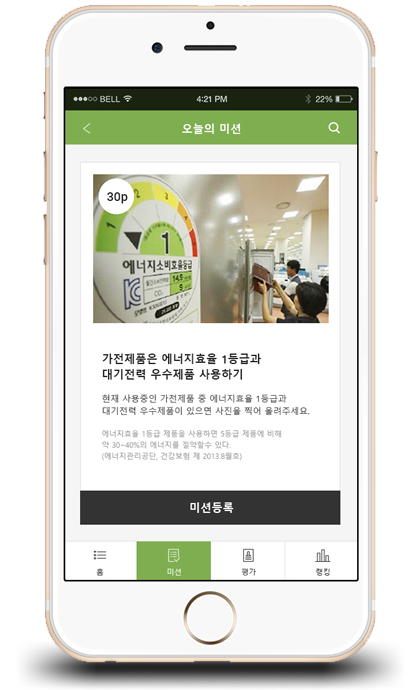 BELL
4:21 PM
22%
오늘의 미션
30p
1
에너지소비효율등급
CO₂
가전제품은 에너지효율 1등급과
대기전력 우수제품 사용하기
현재 사용중인 가전제품 중 에너지효율 1등급과
대기전력 우수제품이 있으면 사진을 찍어 올려주세요.
에너지효율 1등급 제품을 사용하면 5등급 제품에 비해
약 30~40%의 에너지를 절약할수 있다.
(에너지관리공단, 건강보험 제 2013.8월호)
미션등록
홈
미션
평가
랭킹